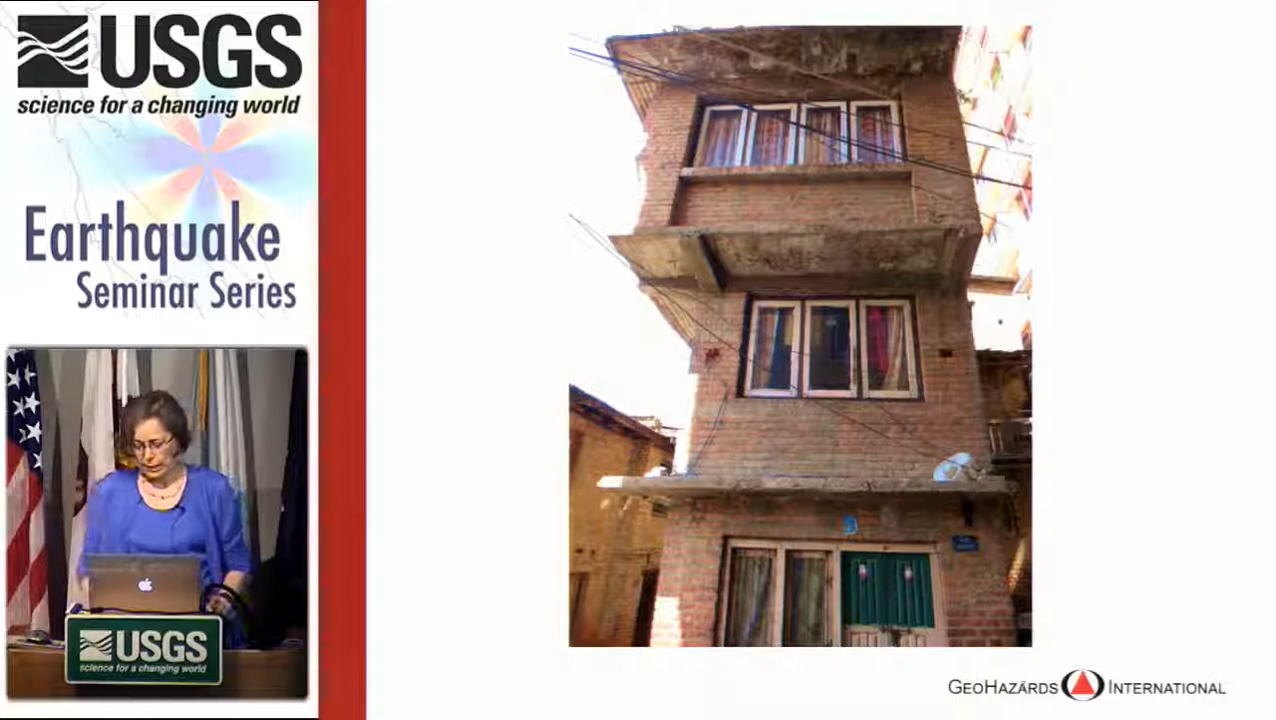 USGS
science for a changing world
Earthquake
Seminar Series
USGS
science for a changing world
GEOHAZARDS INTERNATIONAL